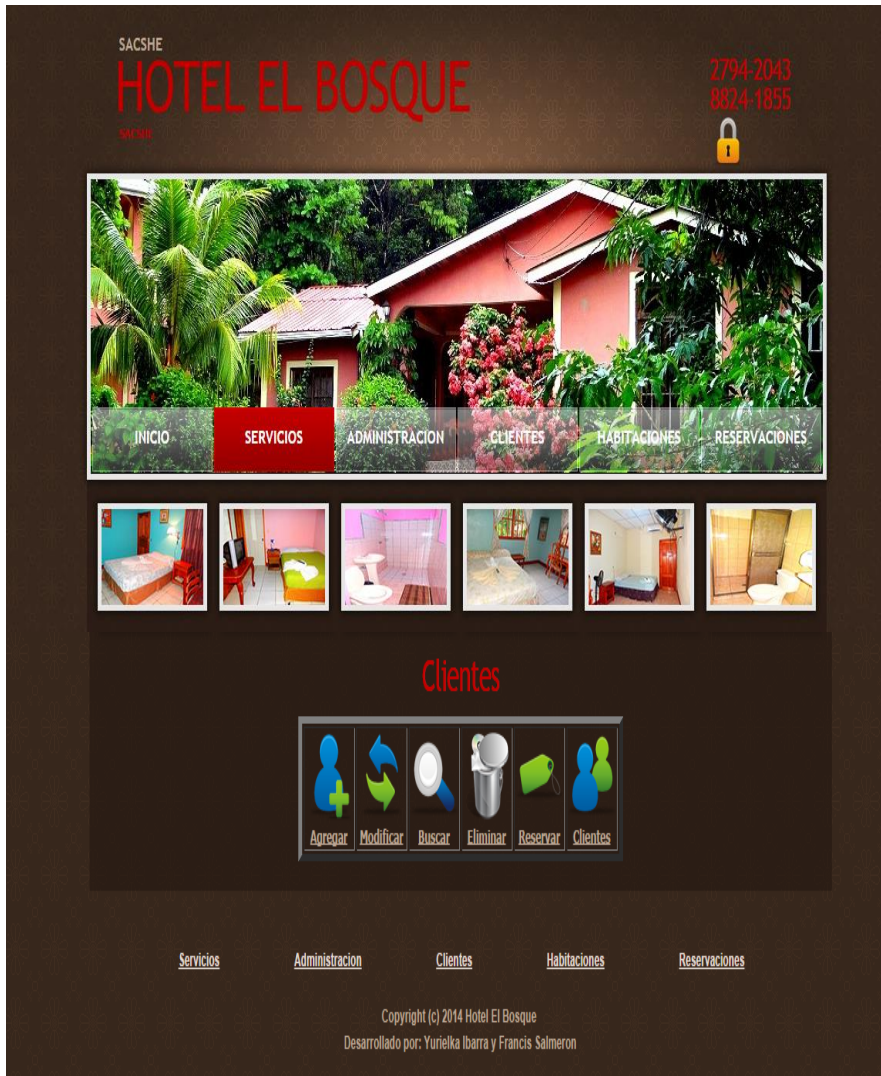 SACSHE
HOTEL EL BOSQUE
SACSHE
2794-2043
8824-1855
INICIO SERVICIOS ADMINISTRACION CLIENTES HABITACIONES RESERVACIONES
Clientes
Agregar Modificar Buscar Eliminar Reservar Clientes
Servicios Administracion Clientes Habitaciones Reservaciones
Copyright (c) 2014 Hotel El Bosque
Desarrollado por: Yurielka Ibarra y Francis Salmeron